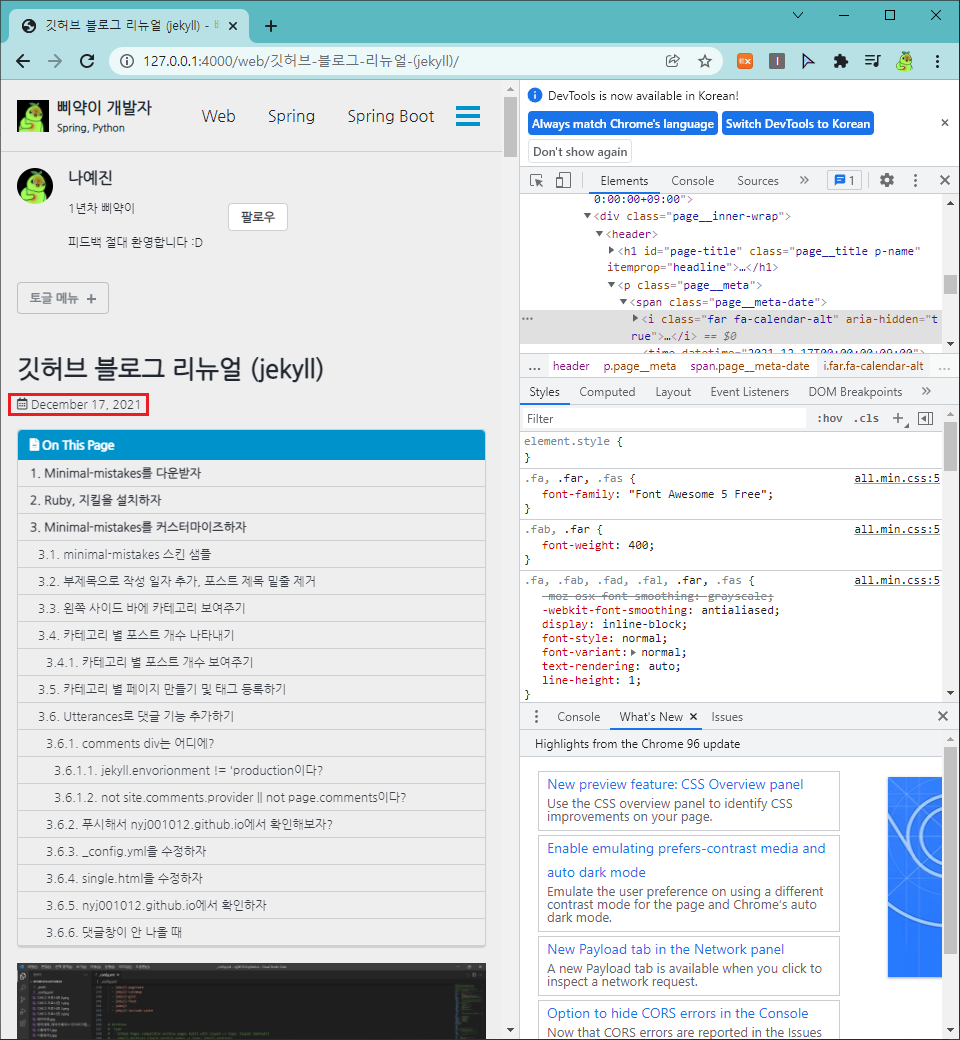 깃허브 블로그 리뉴얼 (jekyll) -
127.0.0.1:4000/web/깃허브-블로그-리뉴얼-(jekyll)/
삐약이 개발자
Spring, Python
Web
Spring
Spring Boot
나예진
1년차 삐약이
팔로우
피드백 절대 환영합니다 :D
토글 메뉴 +
깃허브 블로그 리뉴얼 (jekyll)
December 17, 2021
On This Page
1. Minimal-mistakes를 다운받자
2. Ruby, 지킬을 설치하자
3. Minimal-mistakes를 커스터마이즈하자
3.1. minimal-mistakes 스킨 샘플
3.2. 부제목으로 작성 일자 추가, 포스트 제목 밑줄 제거
3.3. 왼쪽 사이드 바에 카테고리 보여주기
3.4. 카테고리 별 포스트 개수 나타내기
3.4.1. 카테고리 별 포스트 개수 보여주기
3.5. 카테고리 별 페이지 만들기 및 태그 등록하기
3.6. Utterances로 댓글 기능 추가하기
3.6.1. comments div는 어디에?
3.6.1.1. jekyll.envorionment != 'production이다?
3.6.1.2. not site.comments.provider || not page.comments이다?
3.6.2. 푸시해서 nyj001012.github.io에서 확인해보자?
3.6.3. _config.yml을 수정하자
3.6.4. single.html을 수정하자
3.6.5. nyj001012.github.io에서 확인하자
3.6.6. 댓글창이 안 나올 때
DevTools is now available in Korean!
Always match Chrome's language
Switch DevTools to Korean
Don't show again
Elements
Console
Sources
1
0:00:00+09:00">
<div class="page__inner-wrap">
<header>
<h1 id="page-title" class="page__title p-name"
itemprop="headline">…</h1>
<p class="page__meta">
<span class="page__meta-date">
<i class="far fa-calendar-alt" aria-hidden="t
rue">…</i> == $0
<time datetime="2021-12-17T00:00:00+09:00">
... header p.page__meta span.page__meta-date i.far.fa-calendar-alt ...
Styles
Computed
Layout
Event Listeners
DOM Breakpoints
Filter
:hov .cls +
element.style {
}
.fa, .far, .fas {
all.min.css:5
font-family: "Font Awesome 5 Free";
}
.fab, .far {
all.min.css:5
font-weight: 400;
}
.fa, .fab, .fad, .fal, .far, .fas {
all.min.css:5
-moz-osx-font-smoothing: grayscale;
-webkit-font-smoothing: antialiased;
display: inline-block;
font-style: normal;
font-variant: normal;
text-rendering: auto;
line-height: 1;
}
Console
What's New
Issues
Highlights from the Chrome 96 update
New preview feature: CSS Overview panel
Use the CSS overview panel to identify CSS
improvements on your page.
Enable emulating prefers-contrast media and
auto dark mode
Emulate the user preference on using a different
contrast mode for the page and Chrome's auto
dark mode.
New Payload tab in the Network panel
A new Payload tab is available when you click to
inspect a network request.
Option to hide CORS errors in the Console
Now that CORS errors are reported in the Issues